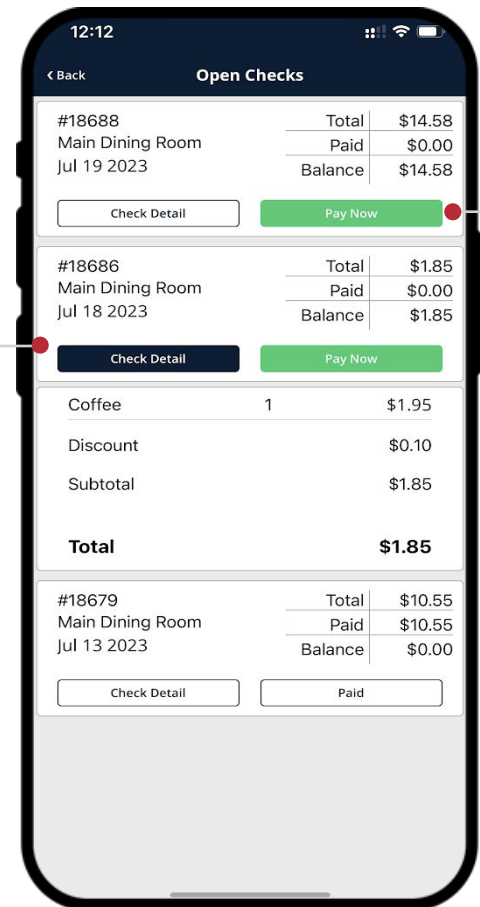 12:12
Back Open Checks
#18688 Total $14.58
Main Dining Room Paid $0.00
Jul 19 2023 Balance $14.58
Check Detail Pay Now
#18686 Total $1.85
Main Dining Room Paid $0.00
Jul 18 2023 Balance $1.85
Check Detail Pay Now
Coffee 1 $1.95
Discount $0.10
Subtotal $1.85
Total $1.85
#18679 Total $10.55
Main Dining Room Paid $10.55
Jul 13 2023 Balance $0.00
Check Detail Paid